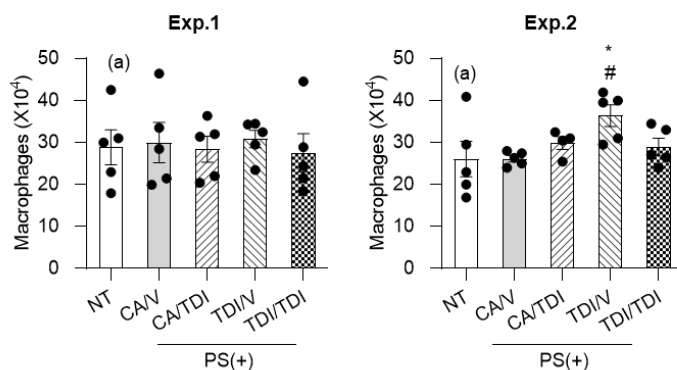 Exp.1
Macrophages (X10⁴)
50
40
30
20
10
0
(a)
NT
CA/V
CA/TDI
TDI/V
TDI/TDI
PS(+)
Exp.2
Macrophages (X10⁴)
50
40
30
20
10
0
(a)
*
#
NT
CA/V
CA/TDI
TDI/V
TDI/TDI
PS(+)